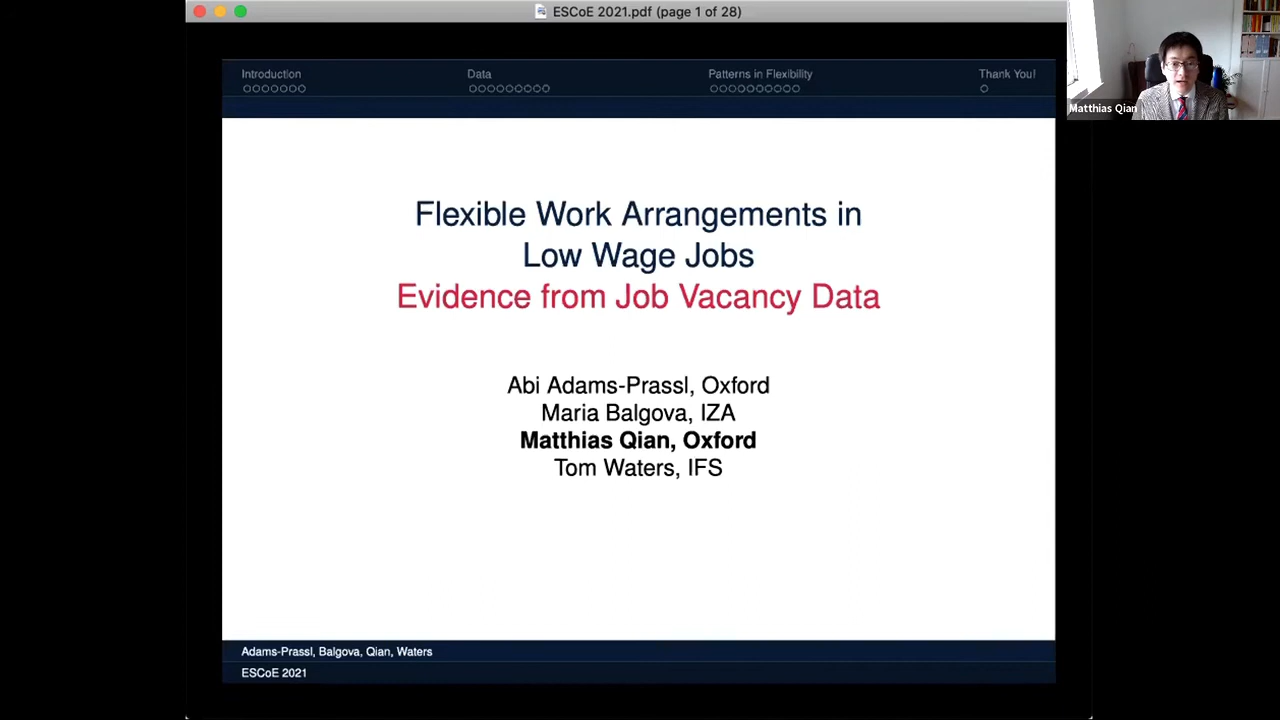 ESCoE 2021.pdf (page 1 of 28)
Introduction
Data
Patterns in Flexibility
Thank You!
Matthias Qian
Flexible Work Arrangements in
Low Wage Jobs
Evidence from Job Vacancy Data
Abi Adams-Prassl, Oxford
Maria Balgova, IZA
Matthias Qian, Oxford
Tom Waters, IFS
Adams-Prassl, Balgova, Qian, Waters
ESCoE 2021